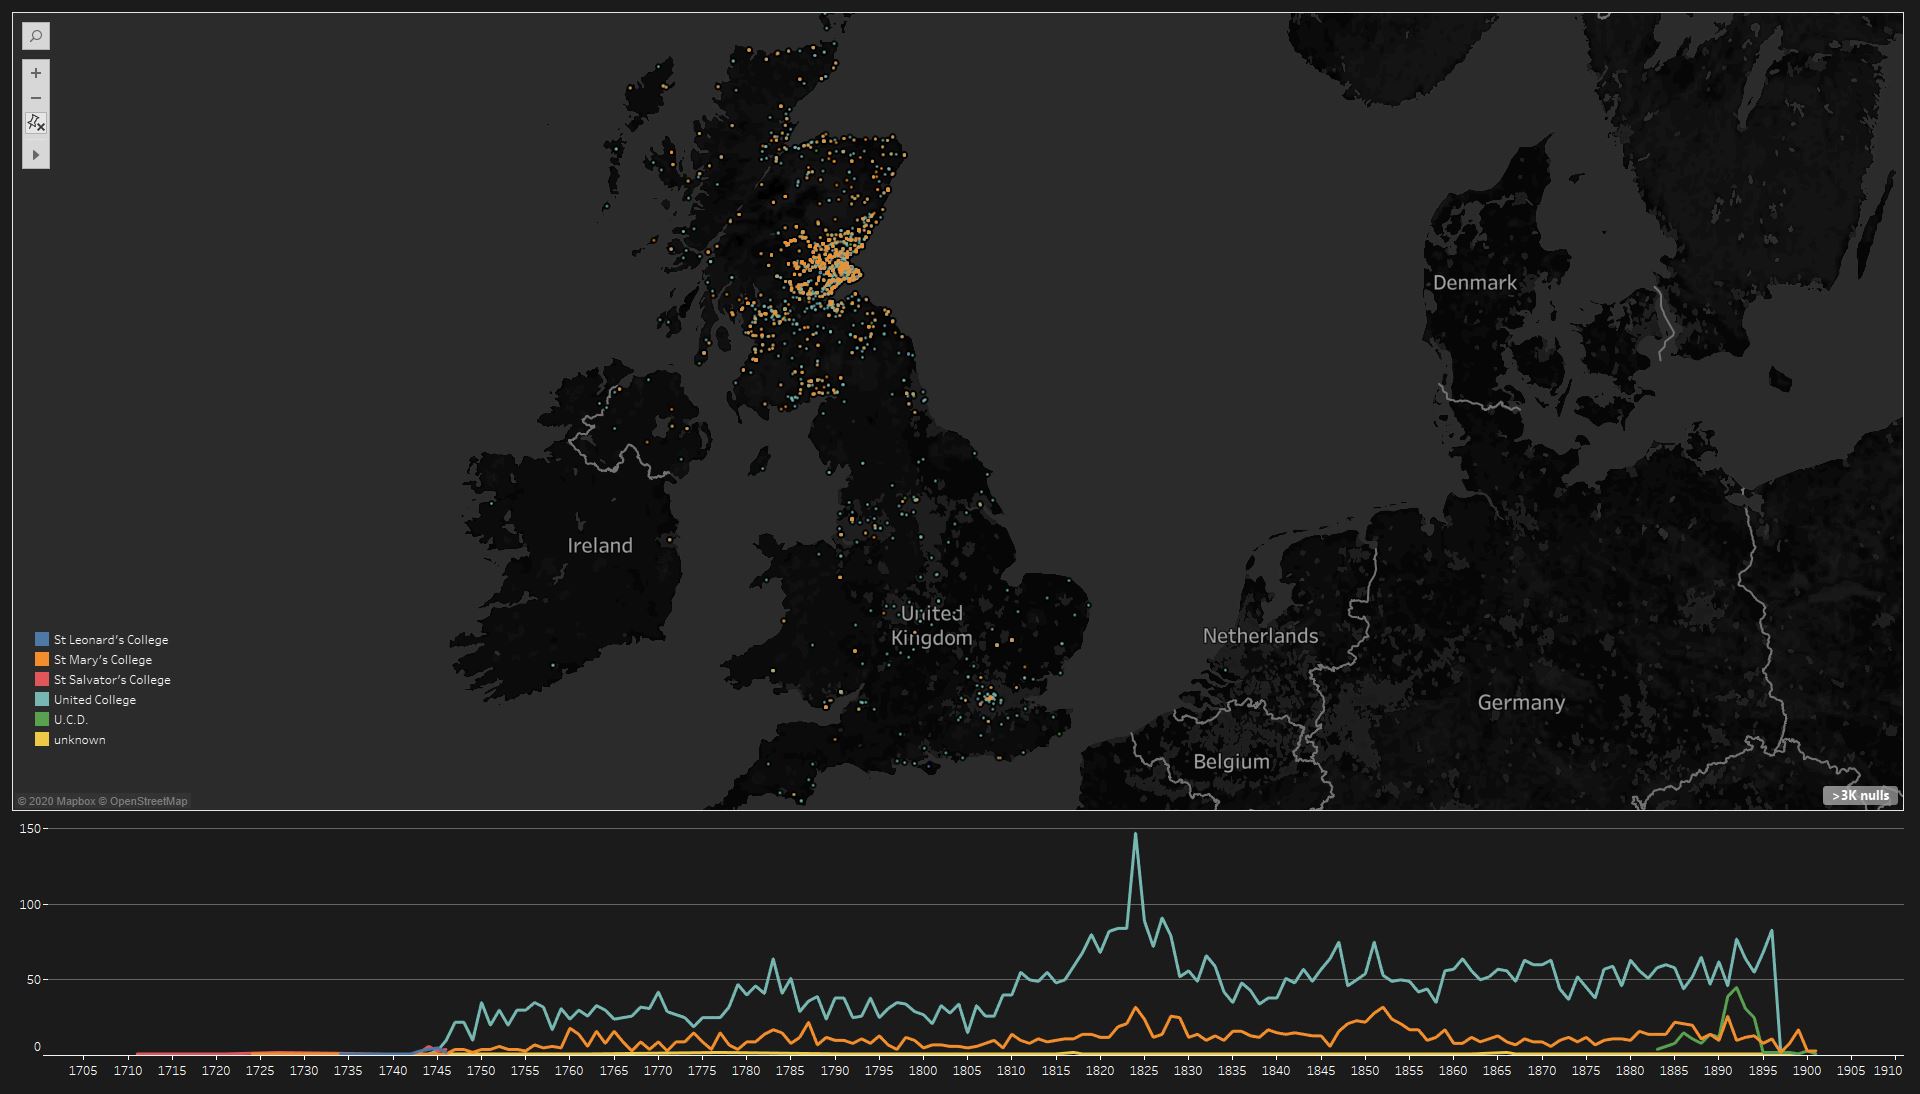 Denmark
Ireland
United
Kingdom
Netherlands
Germany
Belgium
St Leonard's College
St Mary's College
St Salvator's College
United College
U.C.D.
unknown
© 2020 Mapbox © OpenStreetMap
>3K nulls
150
100
50
0
1705 1710 1715 1720 1725 1730 1735 1740 1745 1750 1755 1760 1765 1770 1775 1780 1785 1790 1795 1800 1805 1810 1815 1820 1825 1830 1835 1840 1845 1850 1855 1860 1865 1870 1875 1880 1885 1890 1895 1900 1905 1910